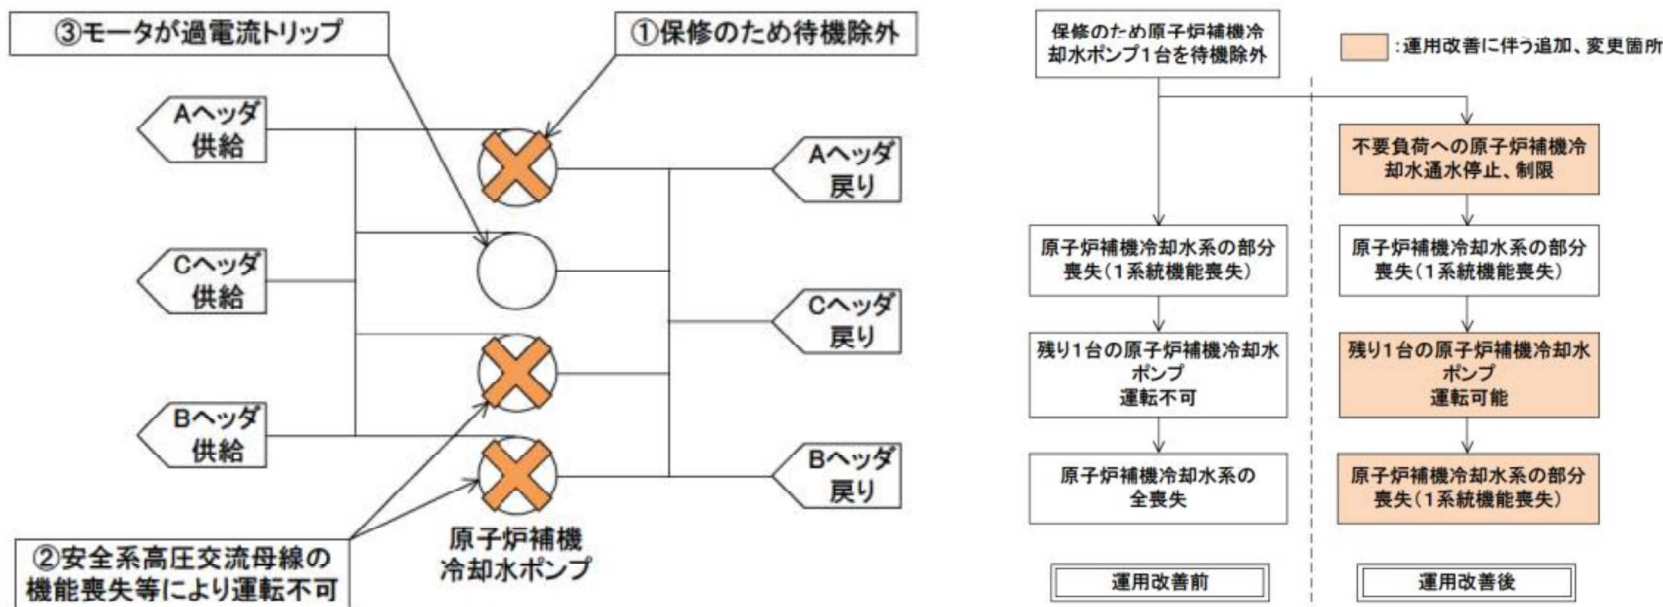 ③モータが過電流トリップ
①保修のため待機除外
Aヘッダ
供給
Cヘッダ
供給
Bヘッダ
供給
Aヘッダ
戻り
Cヘッダ
戻り
Bヘッダ
戻り
②安全系高圧交流母線の
機能喪失等により運転不可
原子炉補機
冷却水ポンプ
保修のため原子炉補機冷
却水ポンプ1台を待機除外
:運用改善に伴う追加、変更箇所
原子炉補機冷却水系の部分
喪失(1系統機能喪失)
残り1台の原子炉補機冷却水
ポンプ
運転不可
原子炉補機冷却水系の
全喪失
運用改善前
不要負荷への原子炉補機冷
却水通水停止、制限
原子炉補機冷却水系の部分
喪失(1系統機能喪失)
残り1台の原子炉補機冷却水
ポンプ
運転可能
原子炉補機冷却水系の部分
喪失(1系統機能喪失)
運用改善後